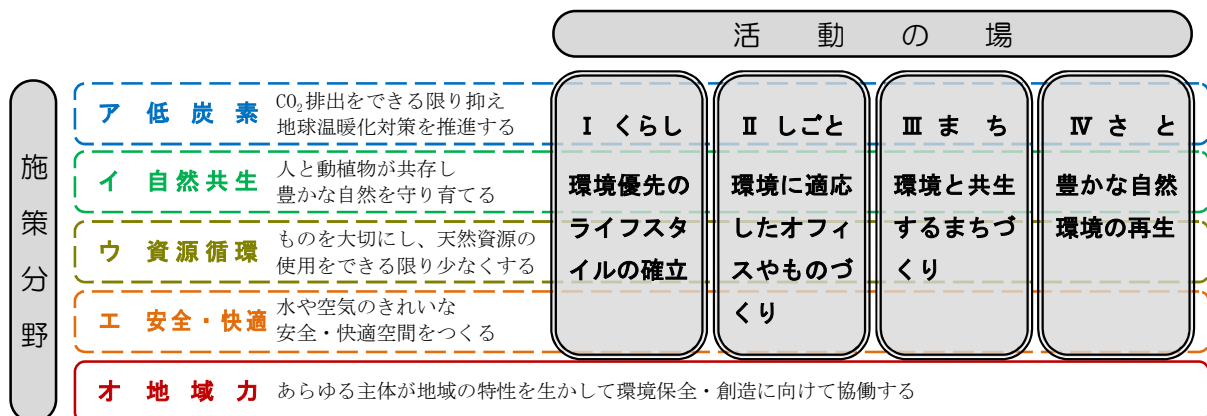 活動の場
施策分野
ア 低炭素
CO₂排出をできる限り抑え
地球温暖化対策を推進する
イ 自然共生
人と動植物が共存し
豊かな自然を守り育てる
ウ 資源循環
ものを大切にし、天然資源の
使用をできる限り少なくする
エ 安全・快適
水や空気のきれいな
安全・快適空間をつくる
オ 地域力
あらゆる主体が地域の特性を生かして環境保全・創造に向けて協働する
Ⅰ くらし
環境優先の
ライフスタ
イルの確立
Ⅱ しごと
環境に適応
したオフィ
スやものづ
くり
Ⅲ まち
環境と共生
するまちづ
くり
Ⅳ さと
豊かな自然
環境の再生